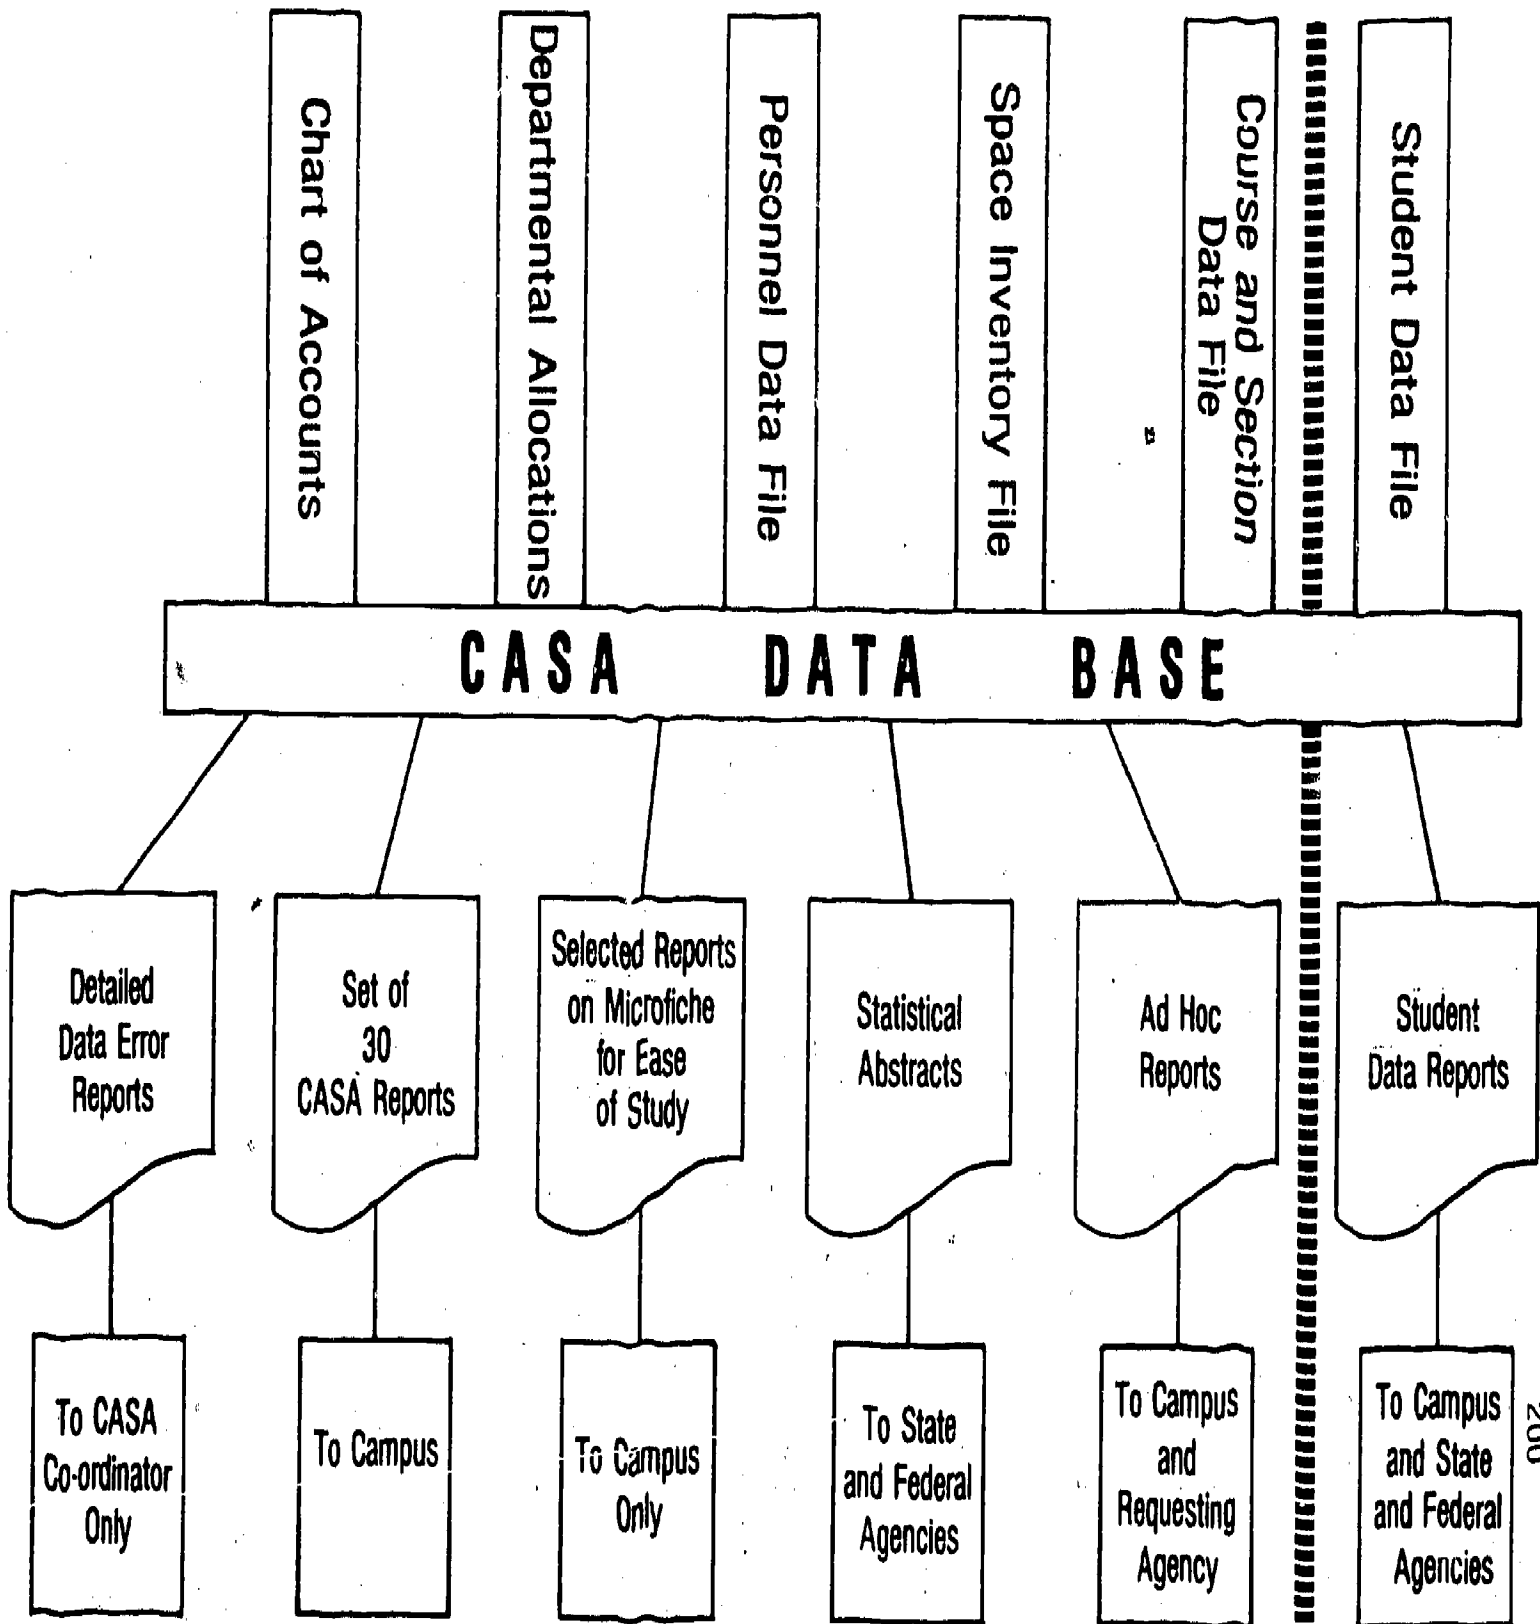 Chart of Accounts
Departmental Allocations
Personnel Data File
Space Inventory File
Course and Section
Data File
Student Data File
CASA DATA BASE
Detailed
Data Error
Reports
Set of
30
CASA Reports
Selected Reports
on Microfiche
for Ease
of Study
Statistical
Abstracts
Ad Hoc
Reports
Student
Data Reports
To CASA
Co-ordinator
Only
To Campus
To Campus
Only
To State
and Federal
Agencies
To Campus
and
Requesting
Agency
To Campus
and State
and Federal
Agencies
200